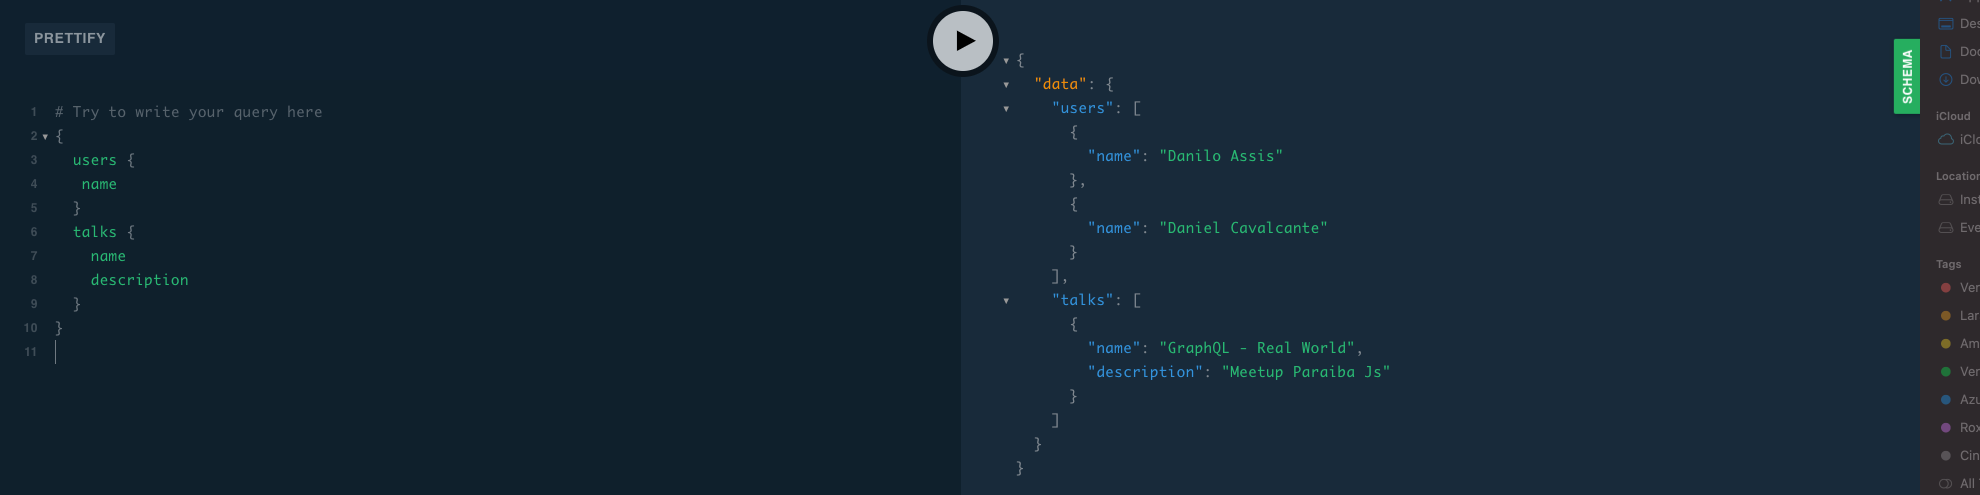 PRETTIFY
1 # Try to write your query here
2 {
3 users {
4 name
5 }
6 talks {
7 name
8 description
9 }
10 }
11
{
"data": {
"users": [
{
"name": "Danilo Assis"
},
{
"name": "Daniel Cavalcante"
}
],
"talks": [
{
"name": "GraphQL - Real World",
"description": "Meetup Paraiba Js"
}
]
}
}
SCHEMA
Des
Doc
Dow
iCloud
iClo
Location
Inst
Eve
Tags
Ver
Lar
Am
Ver
Azu
Rox
Cin
All